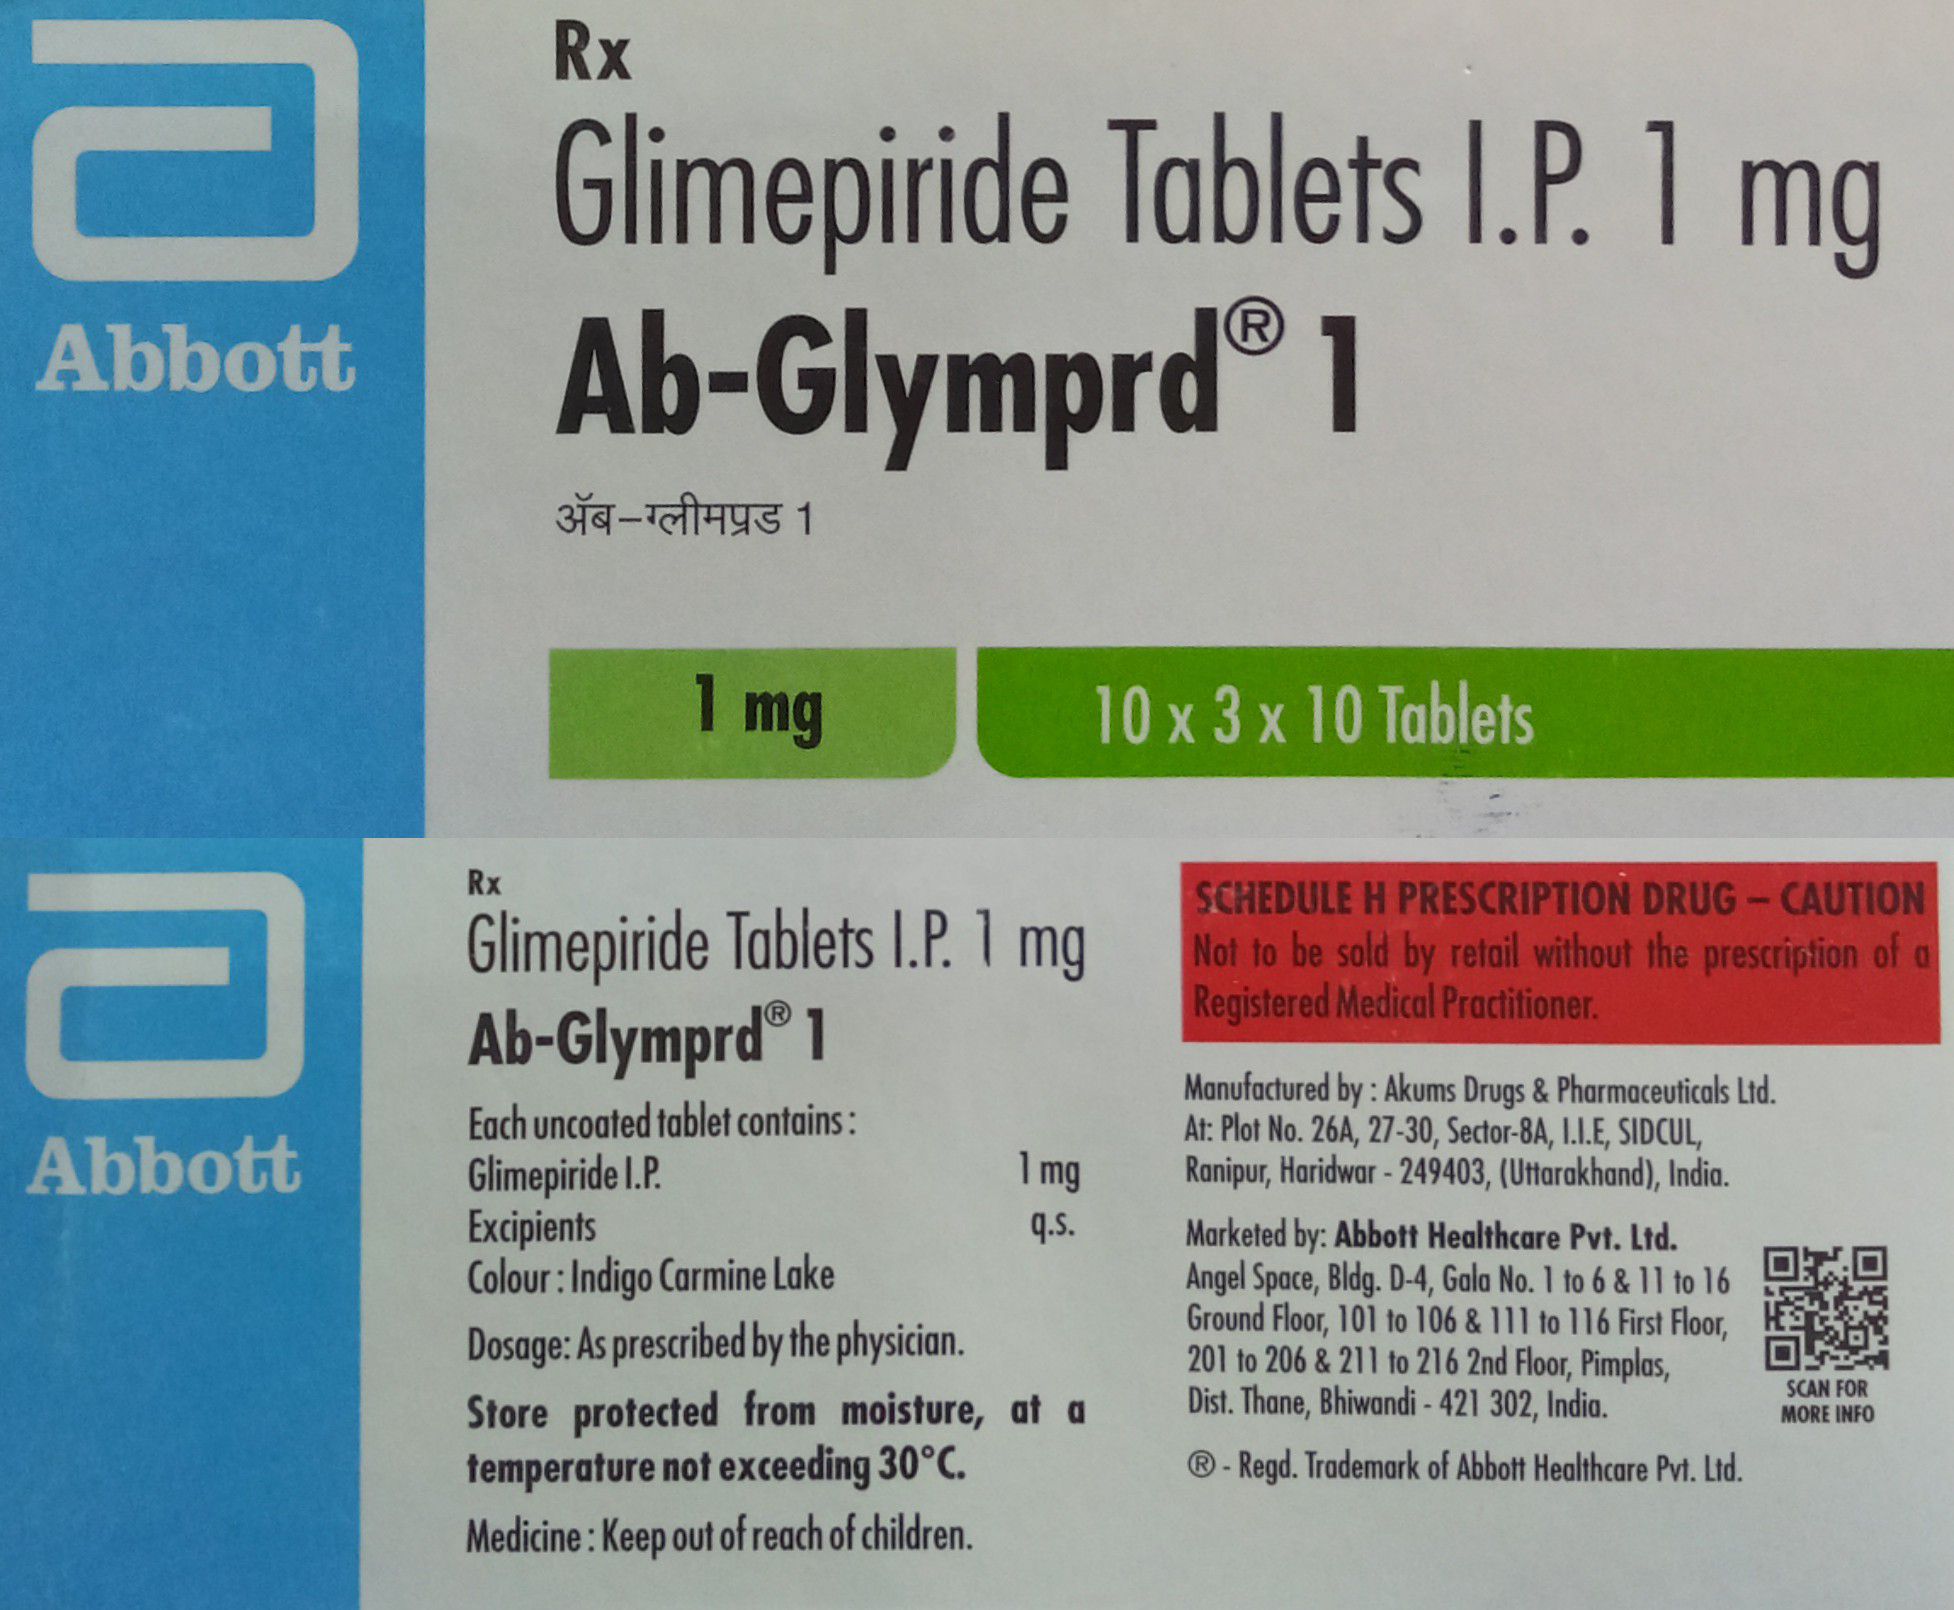 Abbott
Rx
Glimepiride Tablets I.P. 1 mg
Ab-Glymprd® 1
ॲब-ग्लीमप्रड 1
1 mg
10 x 3 x 10 Tablets
Abbott
Rx
Glimepiride Tablets I.P. 1 mg
Ab-Glymprd® 1
Each uncoated tablet contains :
Glimepiride I.P. 1 mg
Excipients q.s.
Colour : Indigo Carmine Lake
Dosage: As prescribed by the physician.
Store protected from moisture, at a
temperature not exceeding 30°C.
Medicine : Keep out of reach of children.
SCHEDULE H PRESCRIPTION DRUG – CAUTION
Not to be sold by retail without the prescription of a
Registered Medical Practitioner.
Manufactured by : Akums Drugs & Pharmaceuticals Ltd.
At: Plot No. 26A, 27-30, Sector-8A, I.I.E, SIDCUL,
Ranipur, Haridwar - 249403, (Uttarakhand), India.
Marketed by: Abbott Healthcare Pvt. Ltd.
Angel Space, Bldg. D-4, Gala No. 1 to 6 & 11 to 16
Ground Floor, 101 to 106 & 111 to 116 First Floor,
201 to 206 & 211 to 216 2nd Floor, Pimplas,
Dist. Thane, Bhiwandi - 421 302, India.
SCAN FOR
MORE INFO
® - Regd. Trademark of Abbott Healthcare Pvt. Ltd.